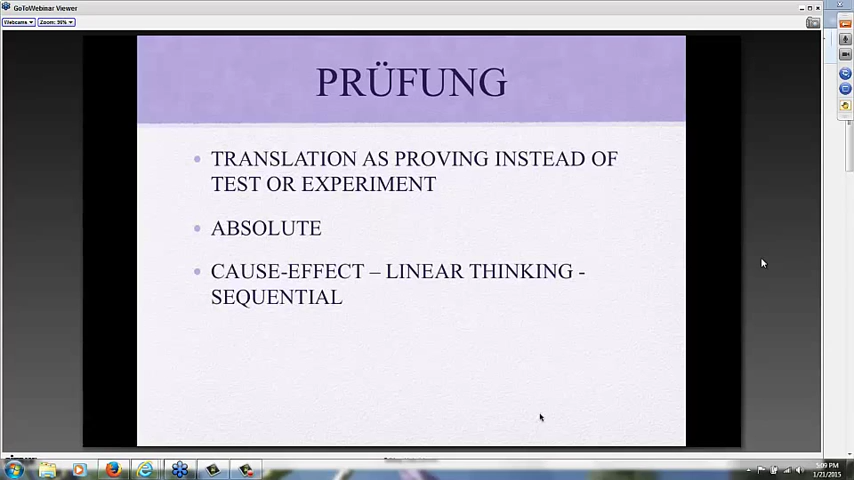 GoToWebinar Viewer
Webcams
Zoom: 39%
PRÜFUNG
• TRANSLATION AS PROVING INSTEAD OF
TEST OR EXPERIMENT
• ABSOLUTE
• CAUSE-EFFECT – LINEAR THINKING -
SEQUENTIAL
5:09 PM
1/21/2015